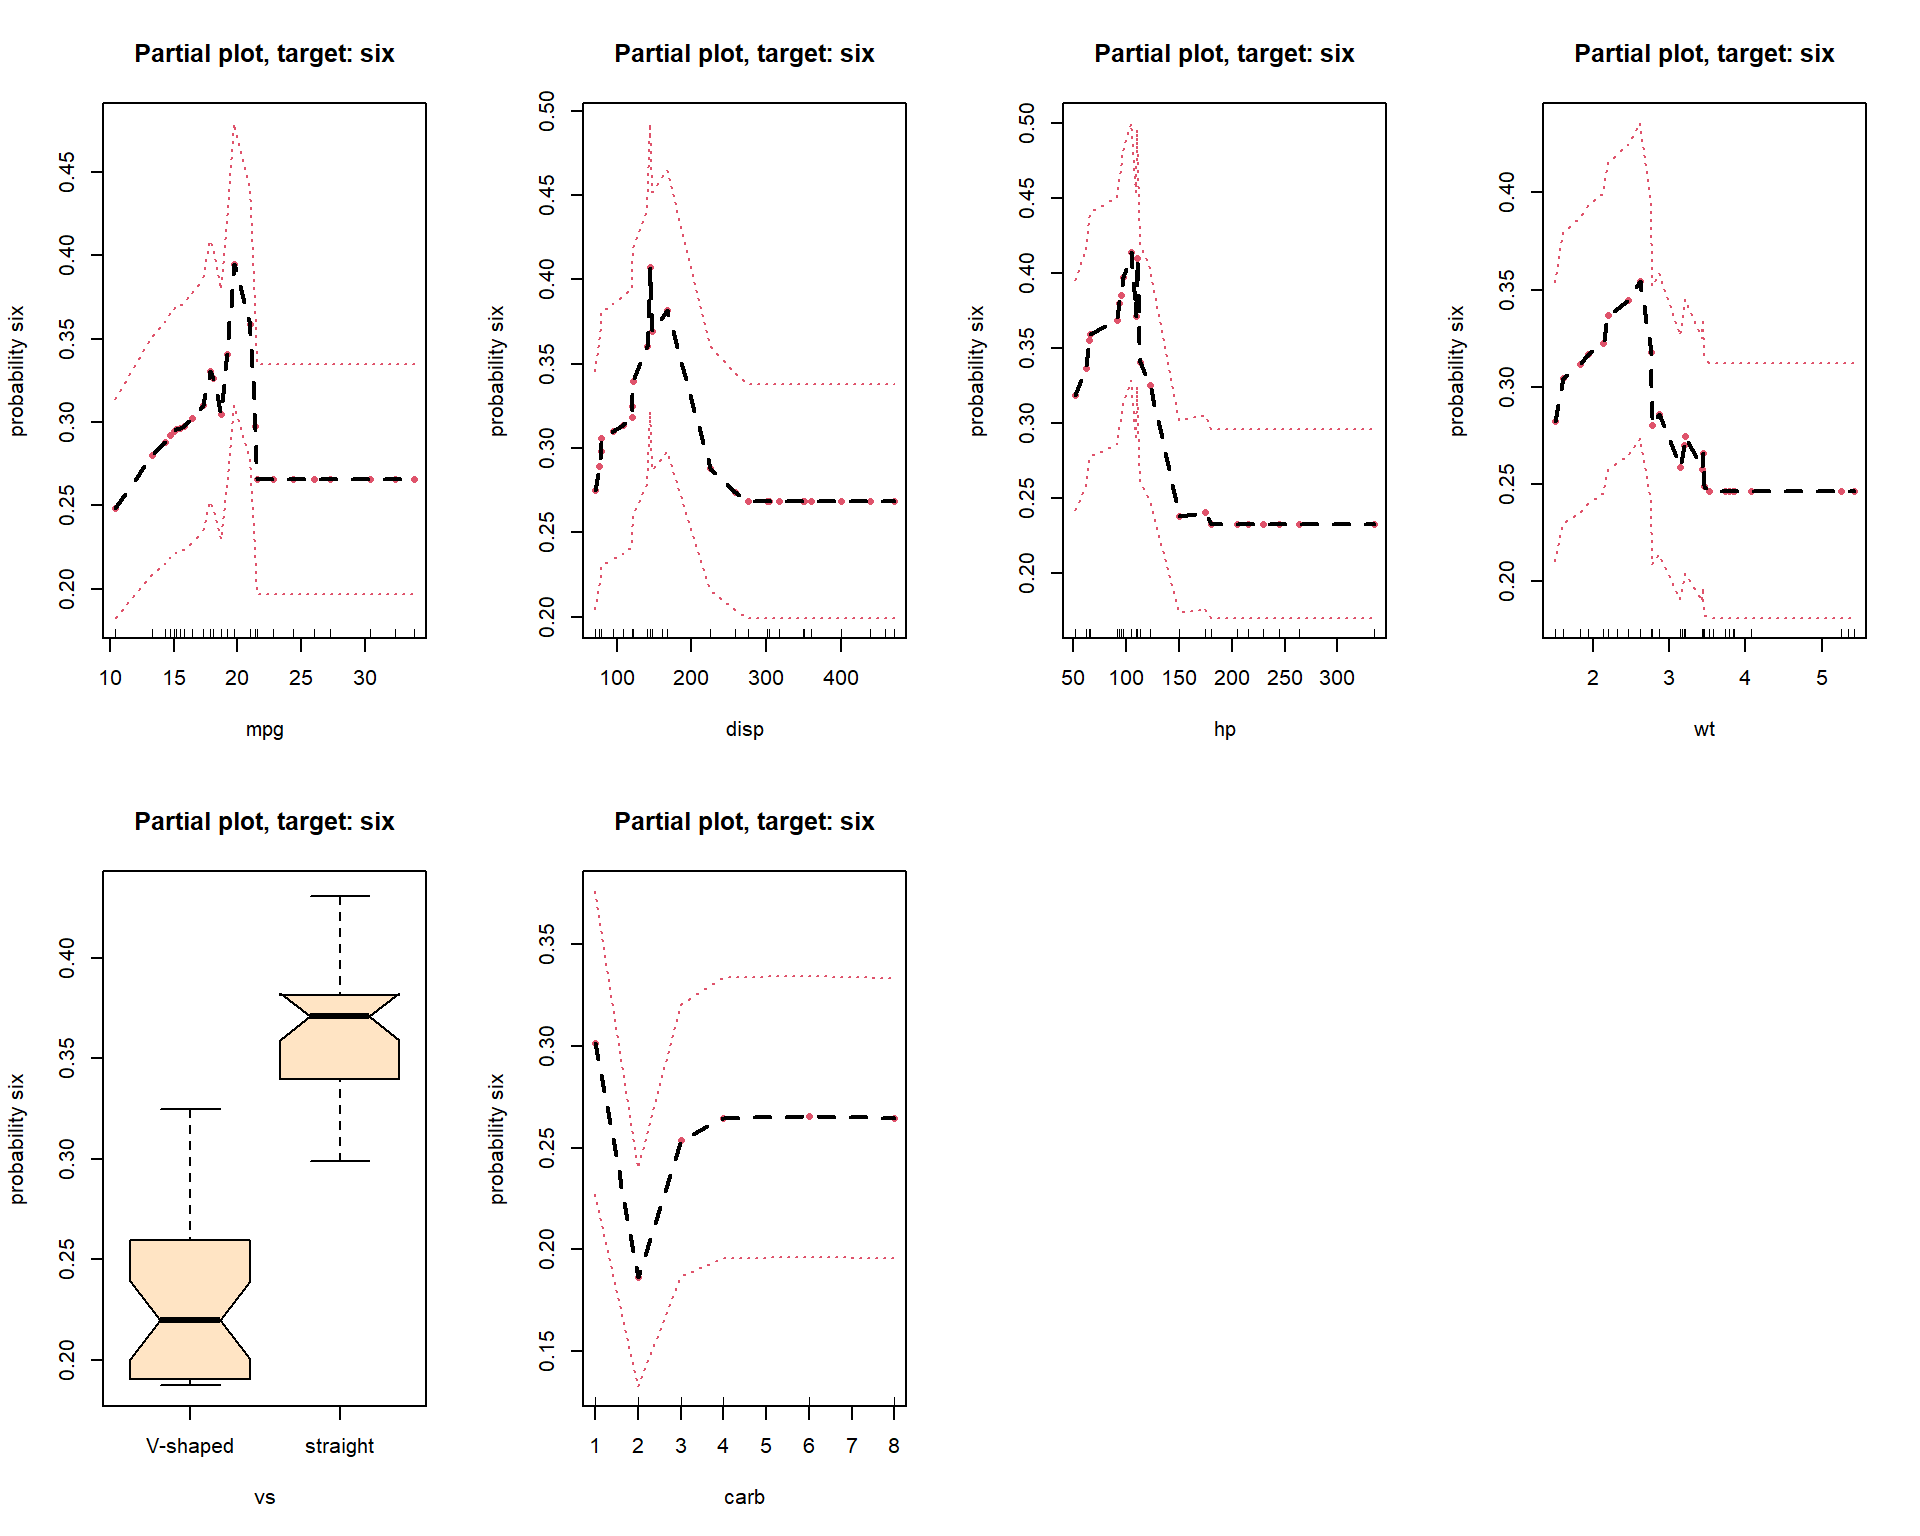 Partial plot, target: six
probability six
0.20 0.25 0.30 0.35 0.40 0.45
10 15 20 25 30
mpg
Partial plot, target: six
probability six
0.20 0.25 0.30 0.35 0.40 0.45 0.50
100 200 300 400
disp
Partial plot, target: six
probability six
0.20 0.25 0.30 0.35 0.40 0.45 0.50
50 100 150 200 250 300
hp
Partial plot, target: six
probability six
0.20 0.25 0.30 0.35 0.40
2 3 4 5
wt
Partial plot, target: six
probability six
0.20 0.25 0.30 0.35 0.40
V-shaped straight
vs
Partial plot, target: six
probability six
0.15 0.20 0.25 0.30 0.35
1 2 3 4 5 6 7 8
carb